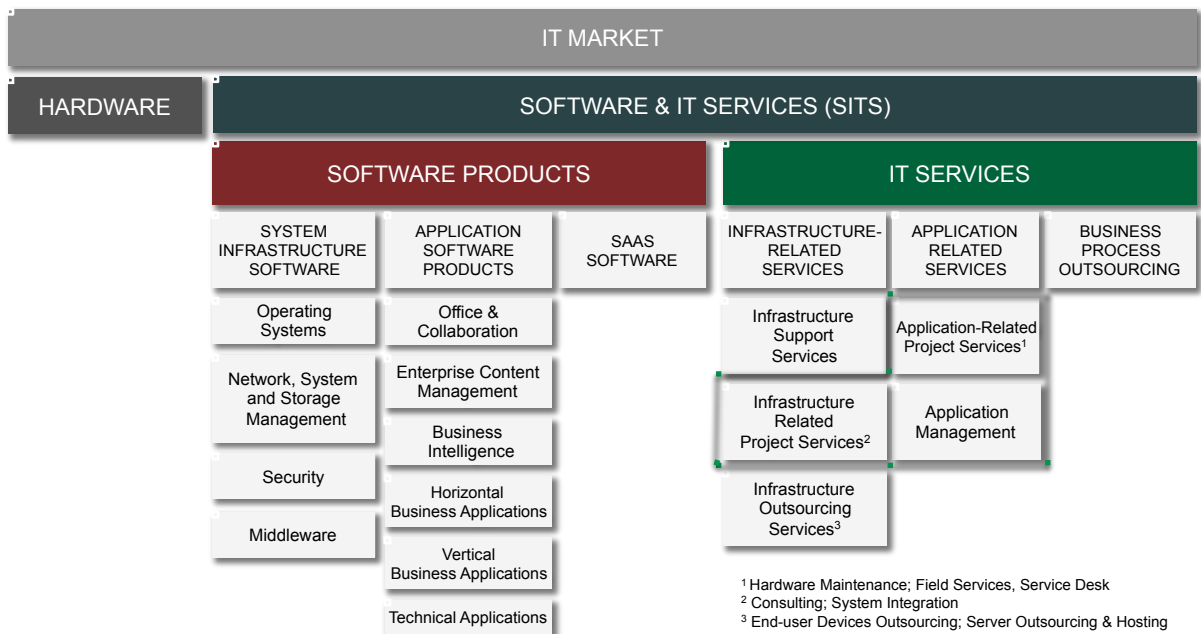 IT MARKET
HARDWARE
SOFTWARE & IT SERVICES (SITS)
SOFTWARE PRODUCTS
IT SERVICES
SYSTEM
INFRASTRUCTURE
SOFTWARE
APPLICATION
SOFTWARE
PRODUCTS
SAAS
SOFTWARE
INFRASTRUCTURE-
RELATED
SERVICES
APPLICATION
RELATED
SERVICES
BUSINESS
PROCESS
OUTSOURCING
Operating
Systems
Network, System
and Storage
Management
Security
Middleware
Office &
Collaboration
Enterprise Content
Management
Business
Intelligence
Horizontal
Business Applications
Vertical
Business Applications
Technical Applications
Infrastructure
Support
Services
Infrastructure
Related
Project Services²
Infrastructure
Outsourcing
Services³
Application-Related
Project Services¹
Application
Management
¹ Hardware Maintenance; Field Services, Service Desk
² Consulting; System Integration
³ End-user Devices Outsourcing; Server Outsourcing & Hosting